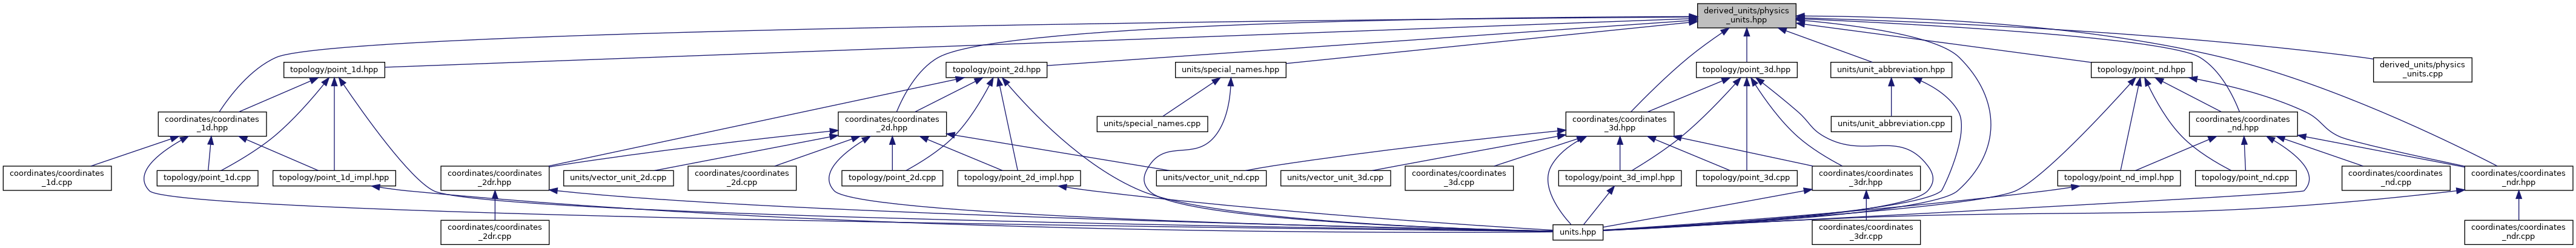 derived_units/physics
_units.hpp
topology/point_1d.hpp
topology/point_2d.hpp
units/special_names.hpp
topology/point_3d.hpp
units/unit_abbreviation.hpp
topology/point_nd.hpp
derived_units/physics
_units.cpp
coordinates/coordinates
_1d.hpp
coordinates/coordinates
_2d.hpp
units/special_names.cpp
coordinates/coordinates
_3d.hpp
units/unit_abbreviation.cpp
coordinates/coordinates
_nd.hpp
coordinates/coordinates
_1d.cpp
topology/point_1d.cpp
topology/point_1d_impl.hpp
coordinates/coordinates
_2dr.hpp
units/vector_unit_2d.cpp
coordinates/coordinates
_2d.cpp
topology/point_2d.cpp
topology/point_2d_impl.hpp
units/vector_unit_nd.cpp
units/vector_unit_3d.cpp
coordinates/coordinates
_3d.cpp
topology/point_3d_impl.hpp
topology/point_3d.cpp
coordinates/coordinates
_3dr.hpp
topology/point_nd_impl.hpp
topology/point_nd.cpp
coordinates/coordinates
_nd.cpp
coordinates/coordinates
_ndr.hpp
coordinates/coordinates
_2dr.cpp
units.hpp
coordinates/coordinates
_3dr.cpp
coordinates/coordinates
_ndr.cpp